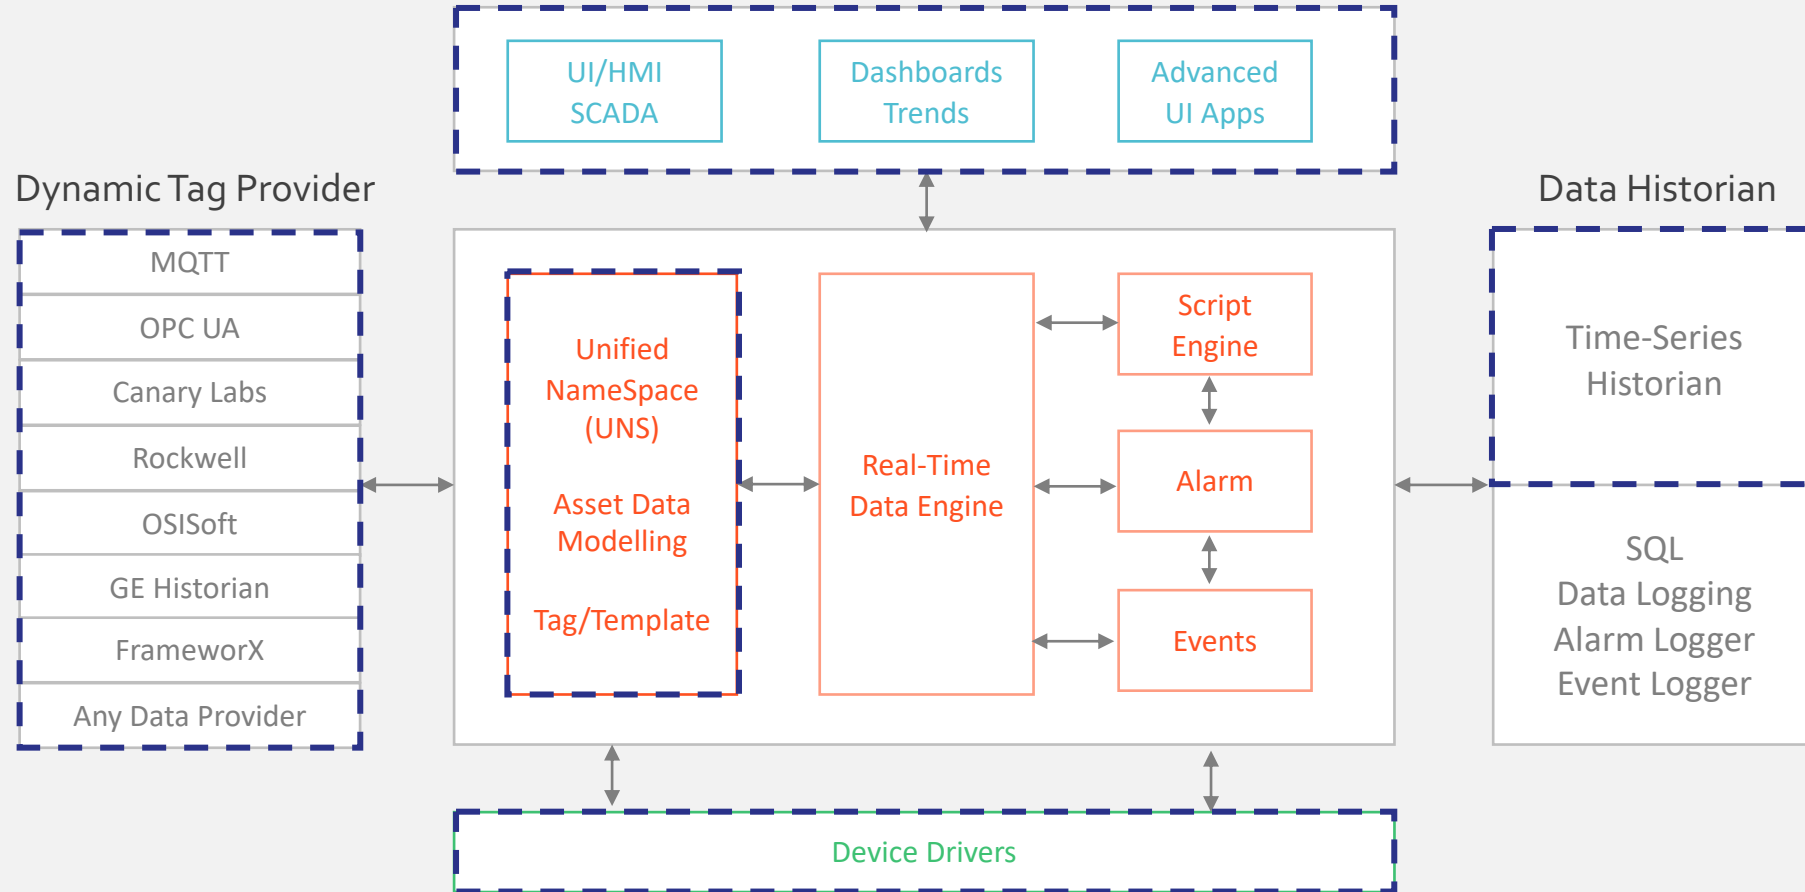 UI/HMI
SCADA
Dashboards
Trends
Advanced
UI Apps
Dynamic Tag Provider
MQTT
OPC UA
Canary Labs
Rockwell
OSISoft
GE Historian
FrameworX
Any Data Provider
Unified
NameSpace
(UNS)
Asset Data
Modelling
Tag/Template
Real-Time
Data Engine
Script
Engine
Alarm
Events
Data Historian
Time-Series
Historian
SQL
Data Logging
Alarm Logger
Event Logger
Device Drivers